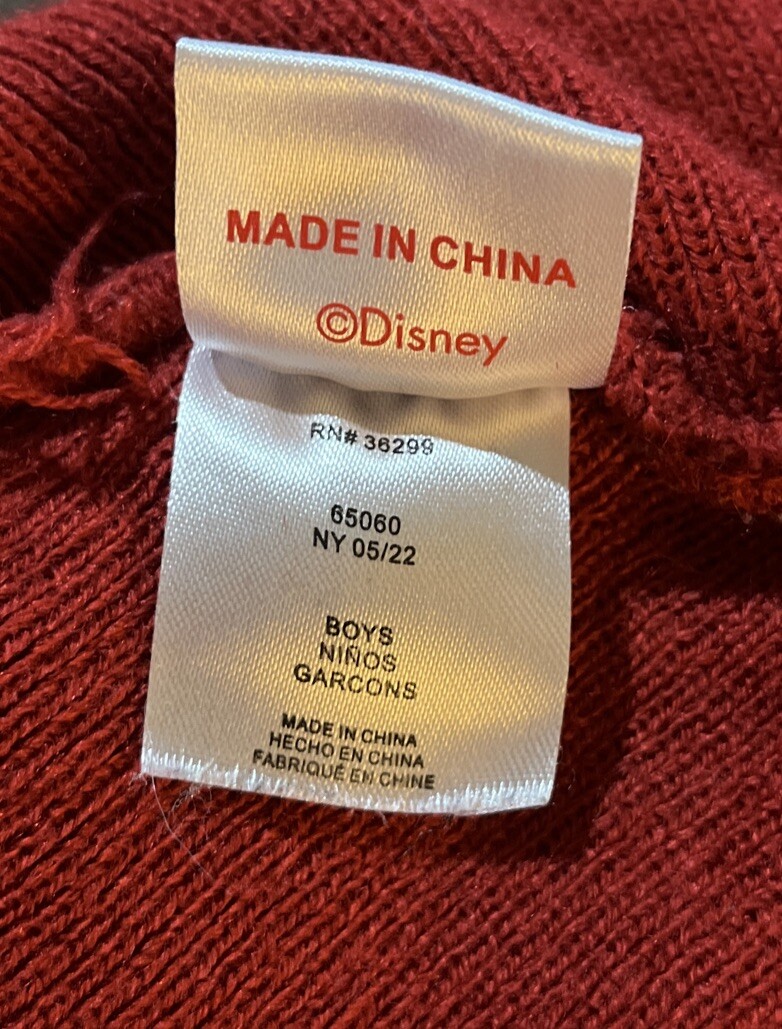 MADE IN CHINA
©Disney
RN# 36299
65060
NY 05/22
BOYS
NIÑOS
GARCONS
MADE IN CHINA
HECHO EN CHINA
FABRIQUÉ EN CHINE